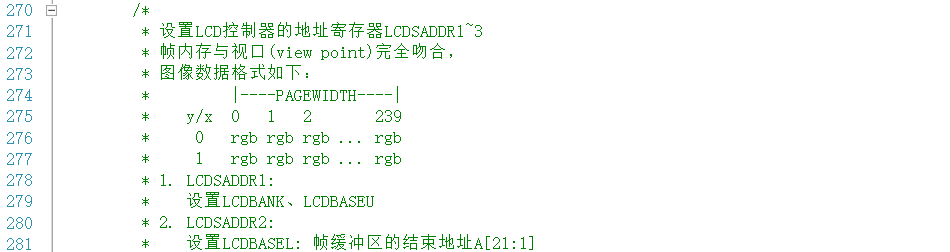 270 /*
271 * 设置LCD控制器的地址寄存器LCDSADDR1~3
272 * 帧内存与视口(view point)完全吻合，
273 * 图像数据格式如下：
274 * |----PAGEWIDTH----|
275 * y/x 0 1 2 239
276 * 0 rgb rgb rgb ... rgb
277 * 1 rgb rgb rgb ... rgb
278 * 1. LCDSADDR1:
279 * 设置LCDBANK、LCDBASEU
280 * 2. LCDSADDR2:
281 * 设置LCDBASEL: 帧缓冲区的结束地址A[21:1]